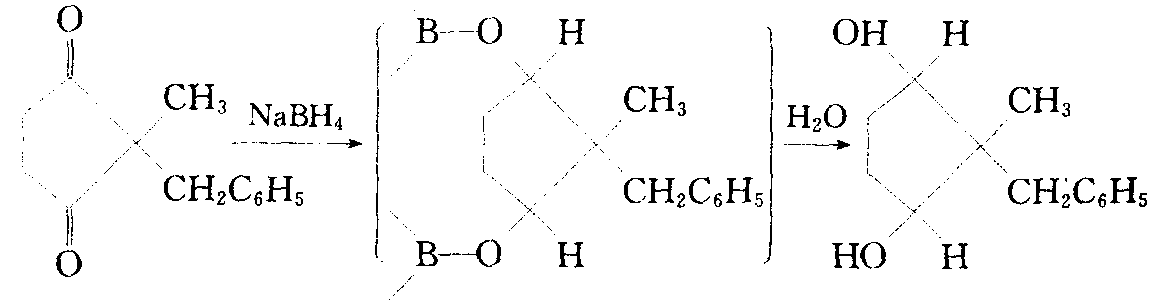 O
CH₃
CH₂C₆H₅
O
NaBH₄
B—O H
CH₃
CH₂C₆H₅
B—O H
H₂O
OH H
CH₃
CH₂C₆H₅
HO H